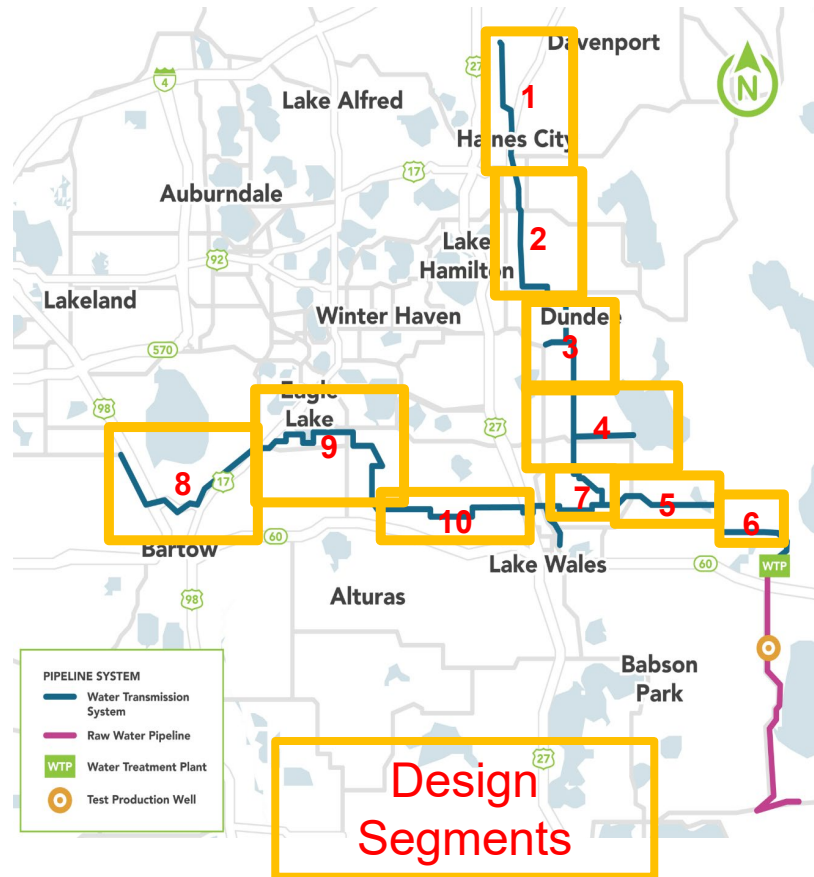 Davenport
27
4
Lake Alfred
1
N
Haines City
17
Auburndale
2
Lake
Hamilton
92
Lakeland
Winter Haven
Dundee
3
570
Eagle
Lake
98
27
4
9
8
17
7
5
6
10
60
Bartow
Lake Wales
60
WTP
98
Alturas
Babson
Park
PIPELINE SYSTEM
Water Transmission
System
Raw Water Pipeline
WTP Water Treatment Plant
Test Production Well
27
Design
Segments